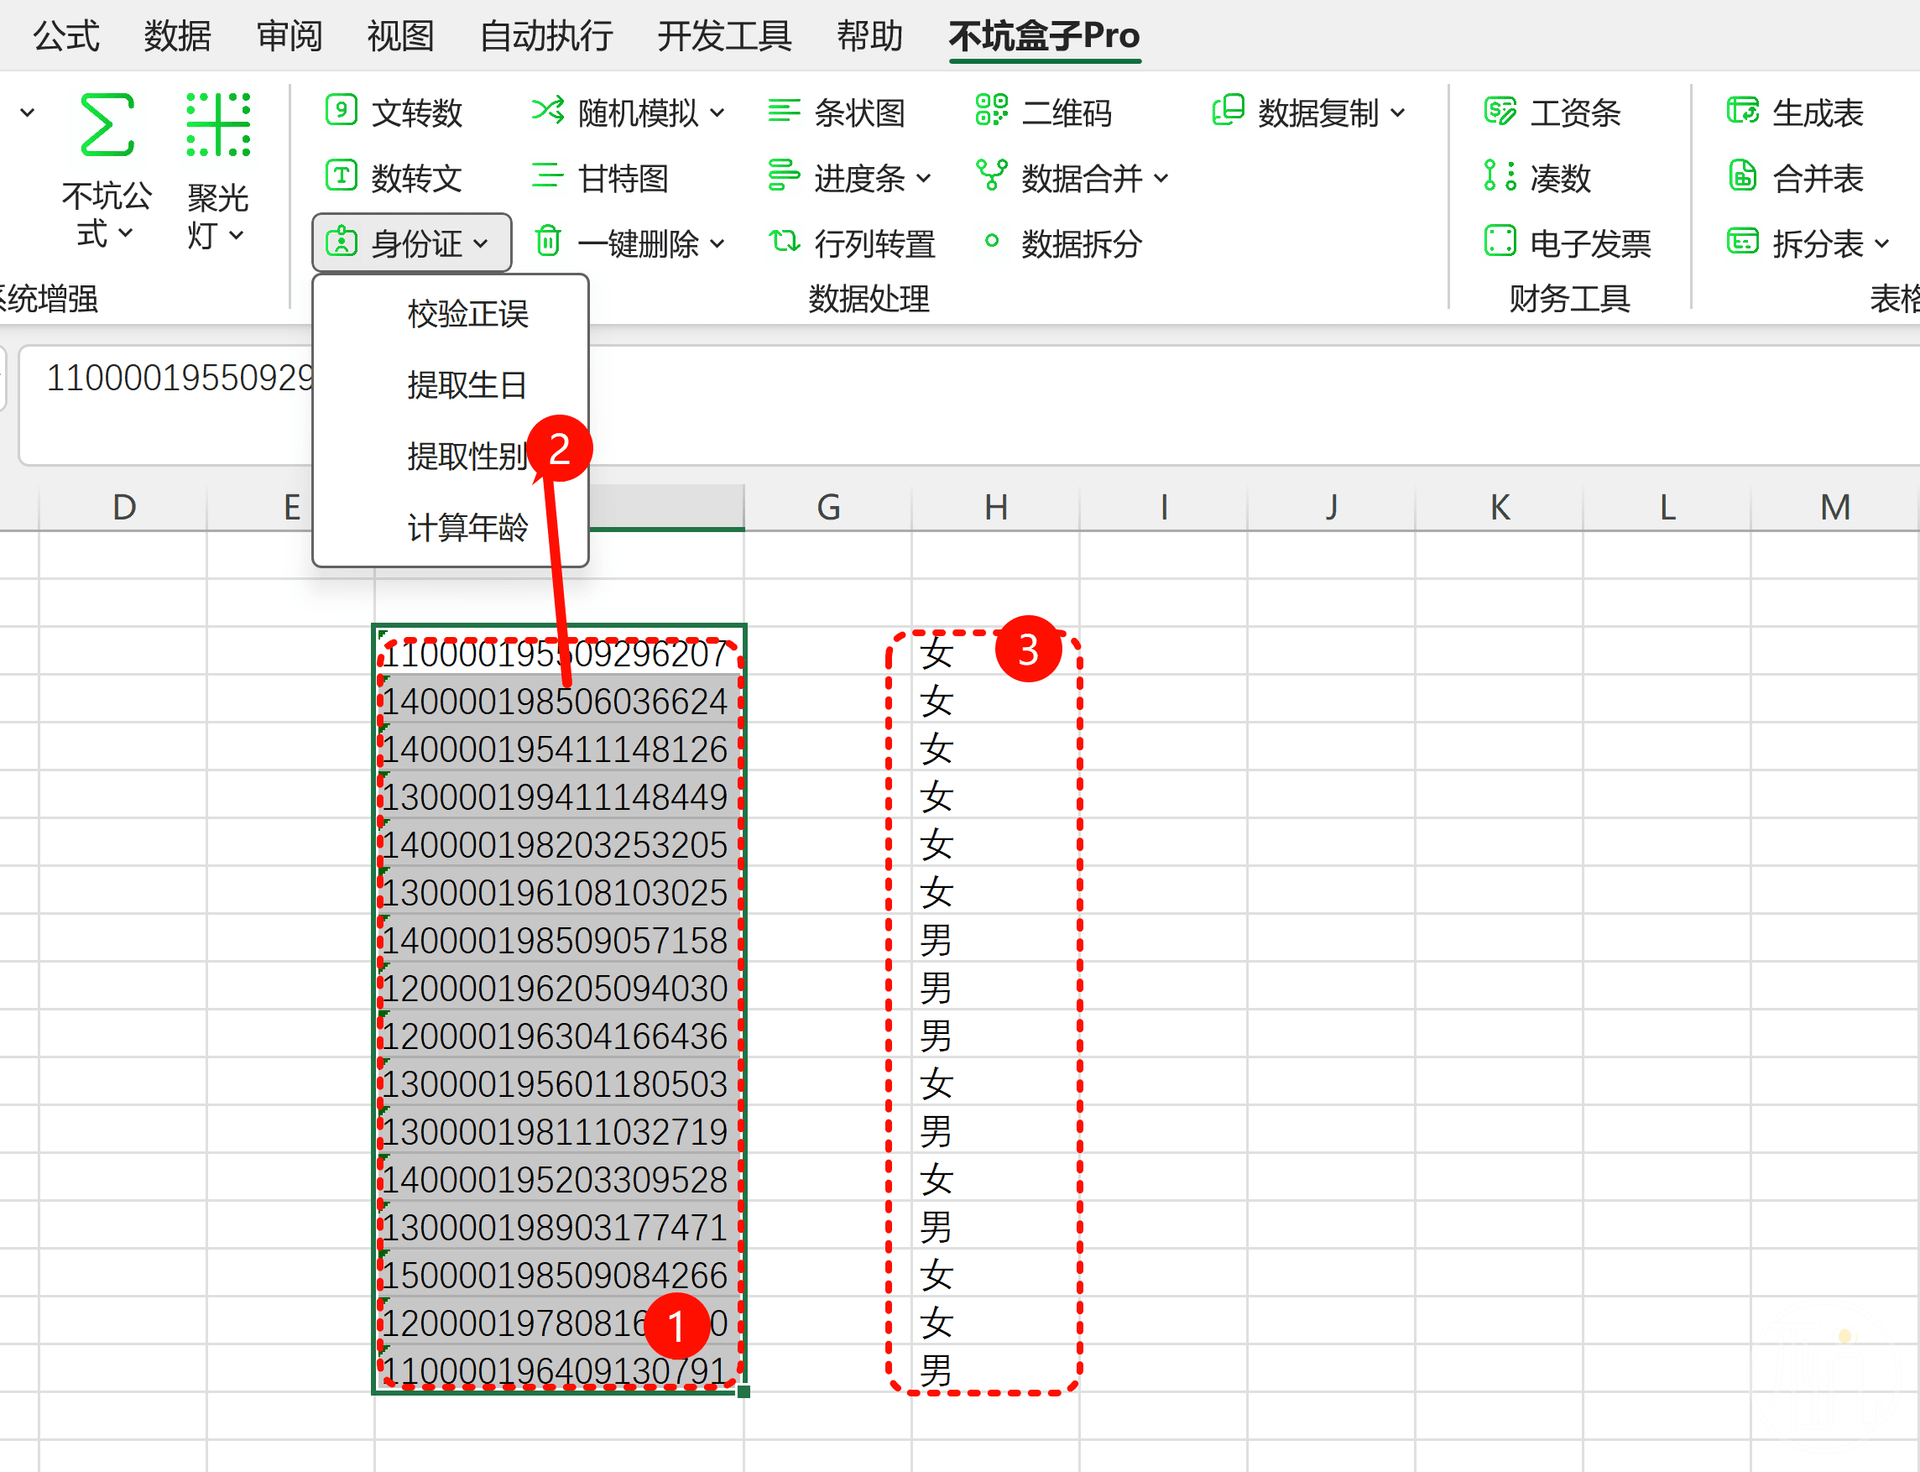 公式 数据 审阅 视图 自动执行 开发工具 帮助 不坑盒子Pro
文转数 随机模拟 条状图 二维码 数据复制 工资条 生成表
数转文 甘特图 进度条 数据合并 凑数 合并表
不坑公式 聚光灯 身份证 一键删除 行列转置 数据拆分 电子发票 拆分表
系统增强 数据处理 财务工具 表格
校验正误
提取生日
提取性别 2
计算年龄
11000019550929
D E G H I J K L M
110000195509296207 女 3
140000198506036624 女
140000195411148126 女
130000199411148449 女
140000198203253205 女
130000196108103025 女
140000198509057158 男
120000196205094030 男
120000196304166436 男
130000195601180503 女
130000198111032719 男
140000195203309528 女
130000198903177471 男
150000198509084266 女
12000019780816 1 0 女
110000196409130791 男